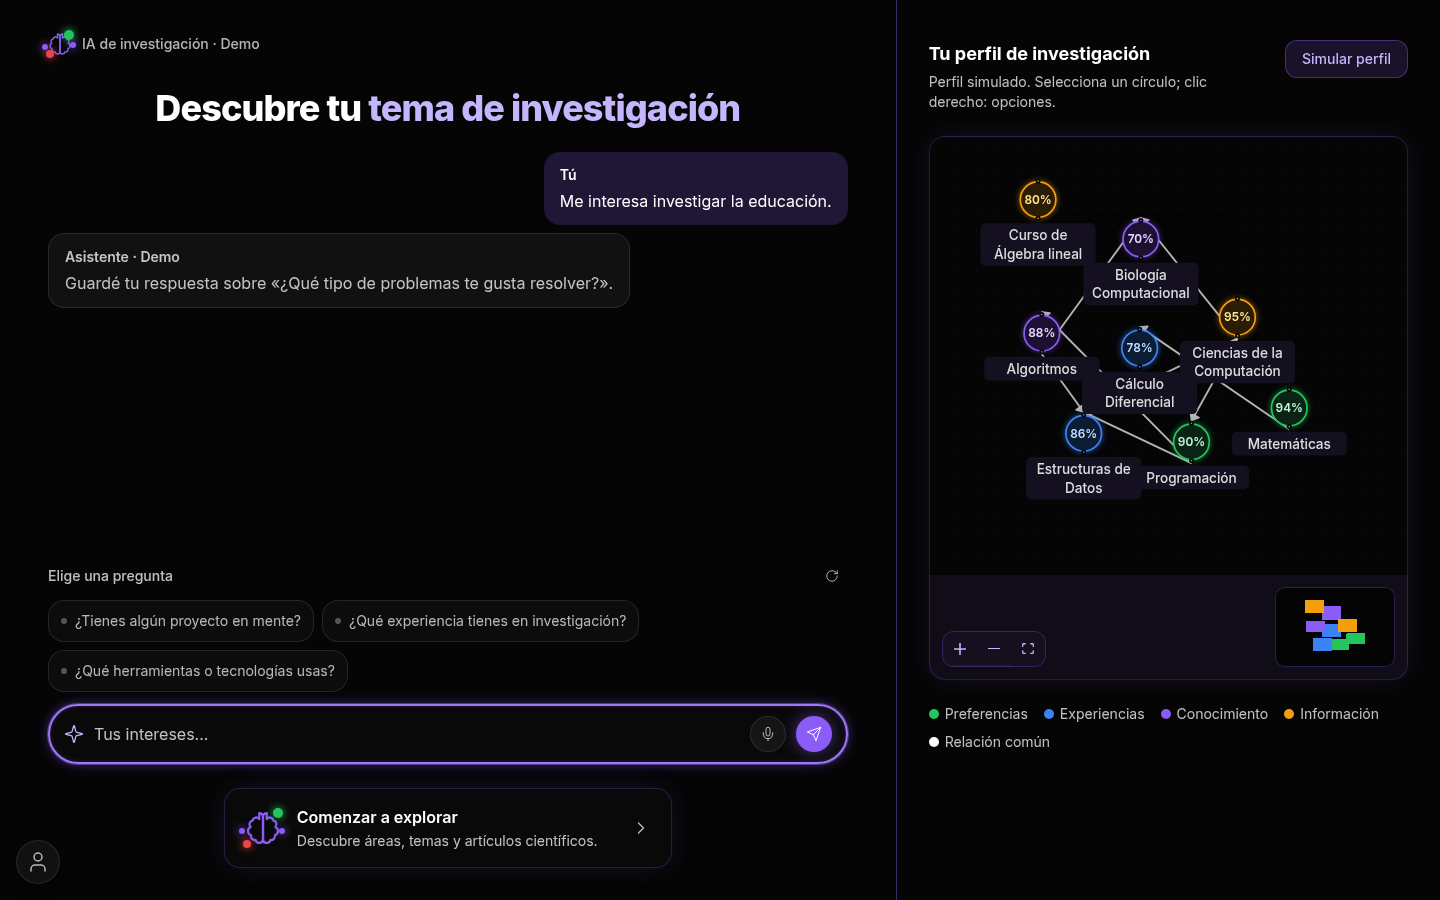 IA de investigación · Demo
Descubre tu tema de investigación
Tú
Me interesa investigar la educación.
Asistente · Demo
Guardé tu respuesta sobre «¿Qué tipo de problemas te gusta resolver?».
Elige una pregunta
¿Tienes algún proyecto en mente?
¿Qué experiencia tienes en investigación?
¿Qué herramientas o tecnologías usas?
Tus intereses...
Comenzar a explorar
Descubre áreas, temas y artículos científicos.
Tu perfil de investigación
Simular perfil
Perfil simulado. Selecciona un círculo; clic
derecho: opciones.
80%
Curso de
Álgebra lineal
70%
Biología
Computacional
95%
Ciencias de la
Computación
88%
Algoritmos
78%
Cálculo
Diferencial
94%
Matemáticas
86%
Estructuras de
Datos
90%
Programación
Preferencias
Experiencias
Conocimiento
Información
Relación común